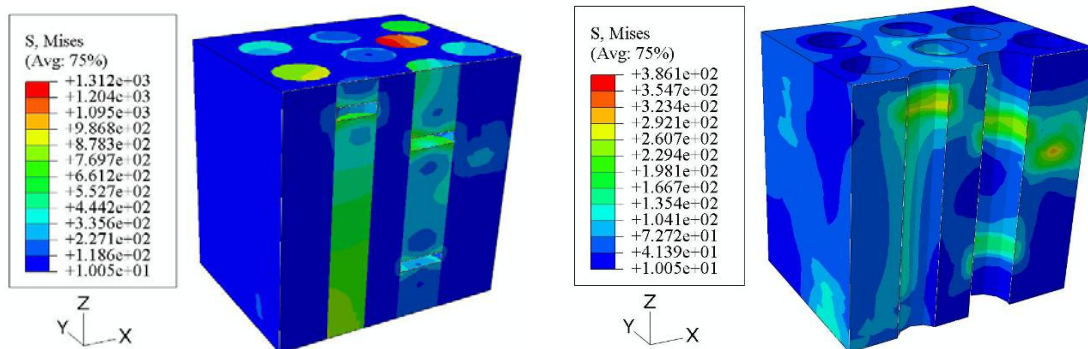 S, Mises
(Avg: 75%)
+1.312e+03
+1.204e+03
+1.095e+03
+9.868e+02
+8.783e+02
+7.697e+02
+6.612e+02
+5.527e+02
+4.442e+02
+3.356e+02
+2.271e+02
+1.186e+02
+1.005e+01
Z
Y
X
S, Mises
(Avg: 75%)
+3.861e+02
+3.547e+02
+3.234e+02
+2.921e+02
+2.607e+02
+2.294e+02
+1.981e+02
+1.667e+02
+1.354e+02
+1.041e+02
+7.272e+01
+4.139e+01
+1.005e+01
Z
Y
X